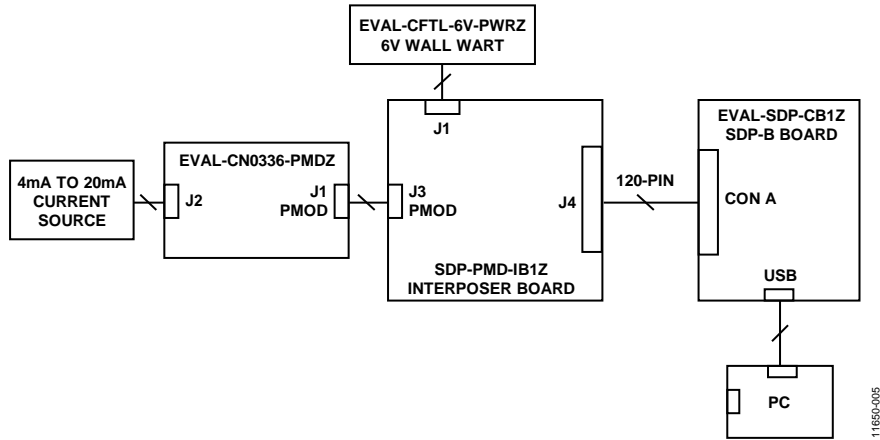 EVAL-CFTL-6V-PWRZ
6V WALL WART
J1
EVAL-SDP-CB1Z
SDP-B BOARD
EVAL-CN0336-PMDZ
4mA TO 20mA
CURRENT
SOURCE
J2
J1
PMOD
J3
PMOD
J4
120-PIN
CON A
SDP-PMD-IB1Z
INTERPOSER BOARD
USB
PC
11650-005